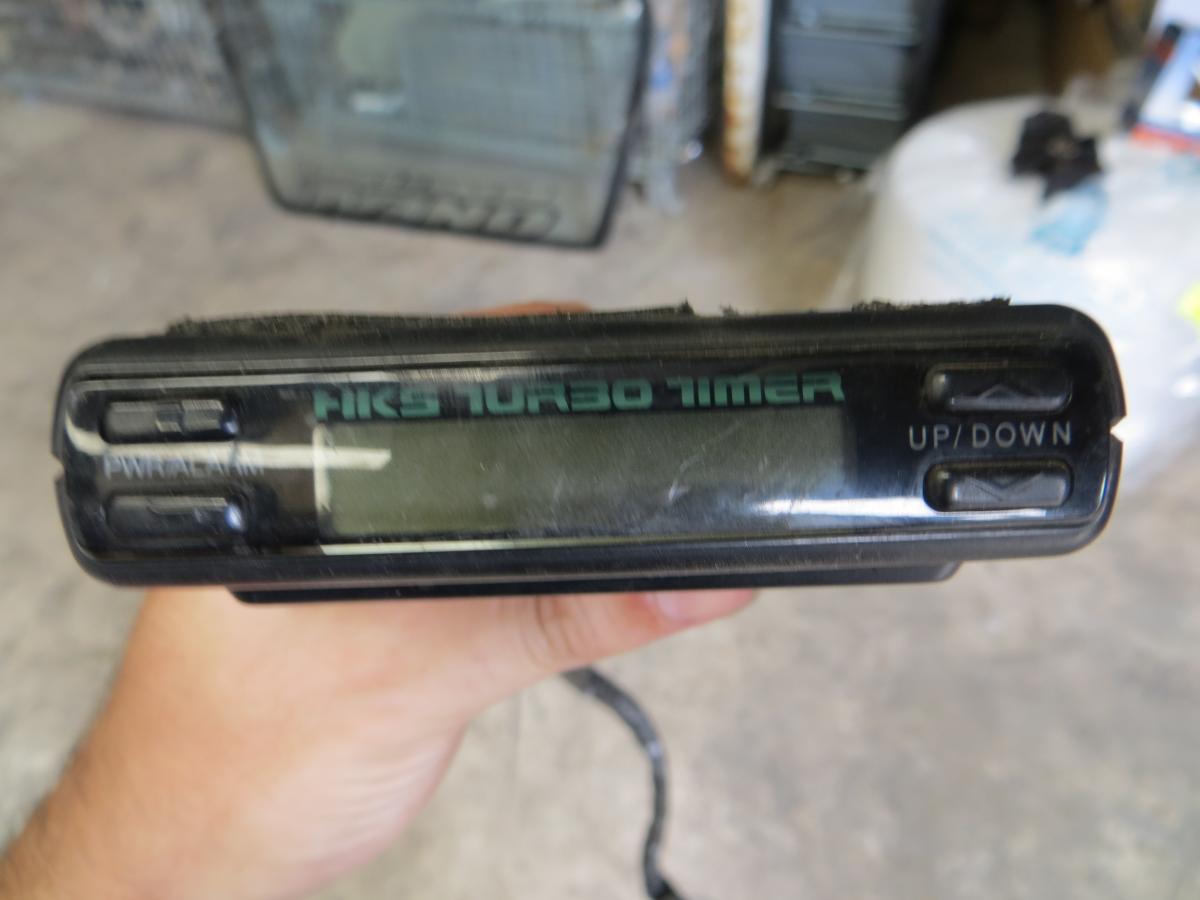 HKS TURBO TIMER
PWR/ALARM
UP/DOWN